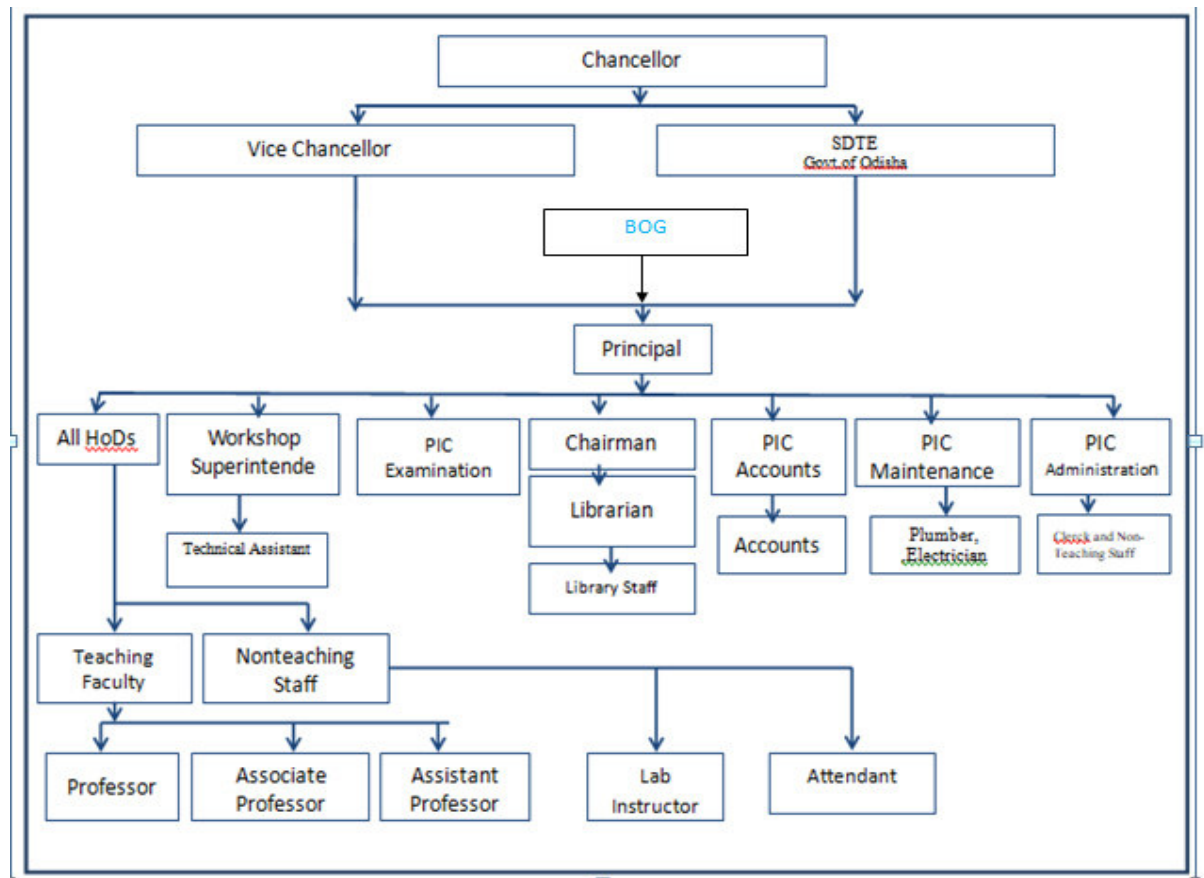 Chancellor
Vice Chancellor
SDTE
Govt.of Odisha
BOG
Principal
All HoDs
Workshop
Superintende
PIC
Examination
Chairman
PIC
Accounts
PIC
Maintenance
PIC
Administration
Technical Assistant
Librarian
Library Staff
Accounts
Plumber,
Electrician
Clerck and Non-
Teaching Staff
Teaching
Faculty
Nonteaching
Staff
Professor
Associate
Professor
Assistant
Professor
Lab
Instructor
Attendant